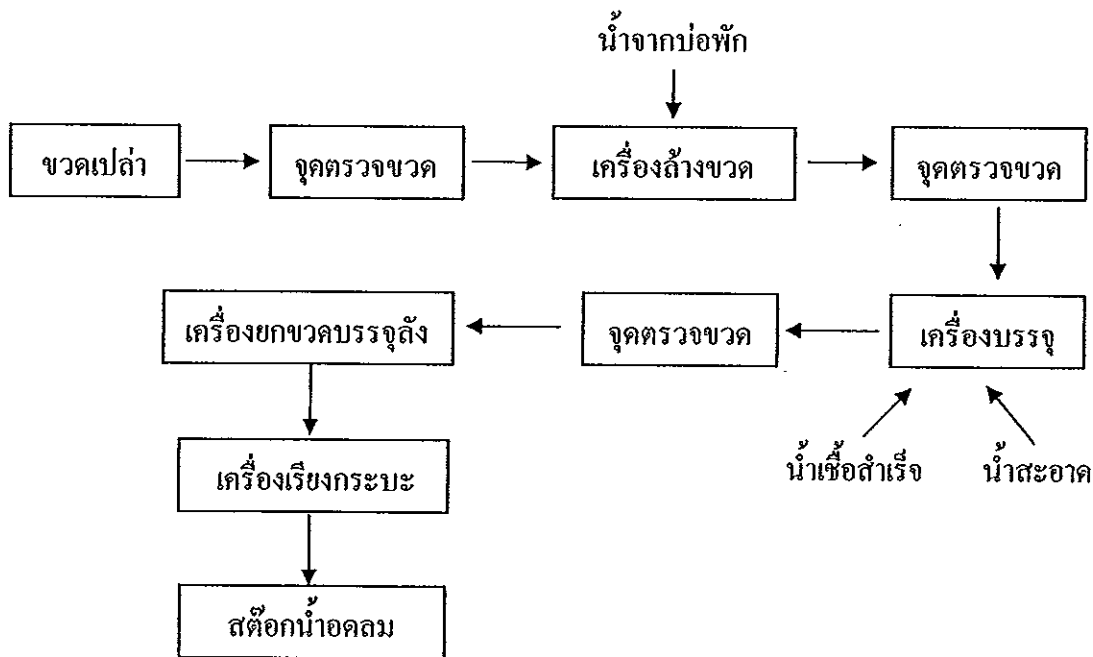 น้ำจากบ่อพัก
ขวดเปล่า
จุดตรวจขวด
เครื่องล้างขวด
จุดตรวจขวด
เครื่องยกขวดบรรจุลัง
จุดตรวจขวด
เครื่องบรรจุ
เครื่องเรียงกระบะ
น้ำเชื้อสำเร็จ
น้ำสะอาด
สต๊อกน้ำอดลม